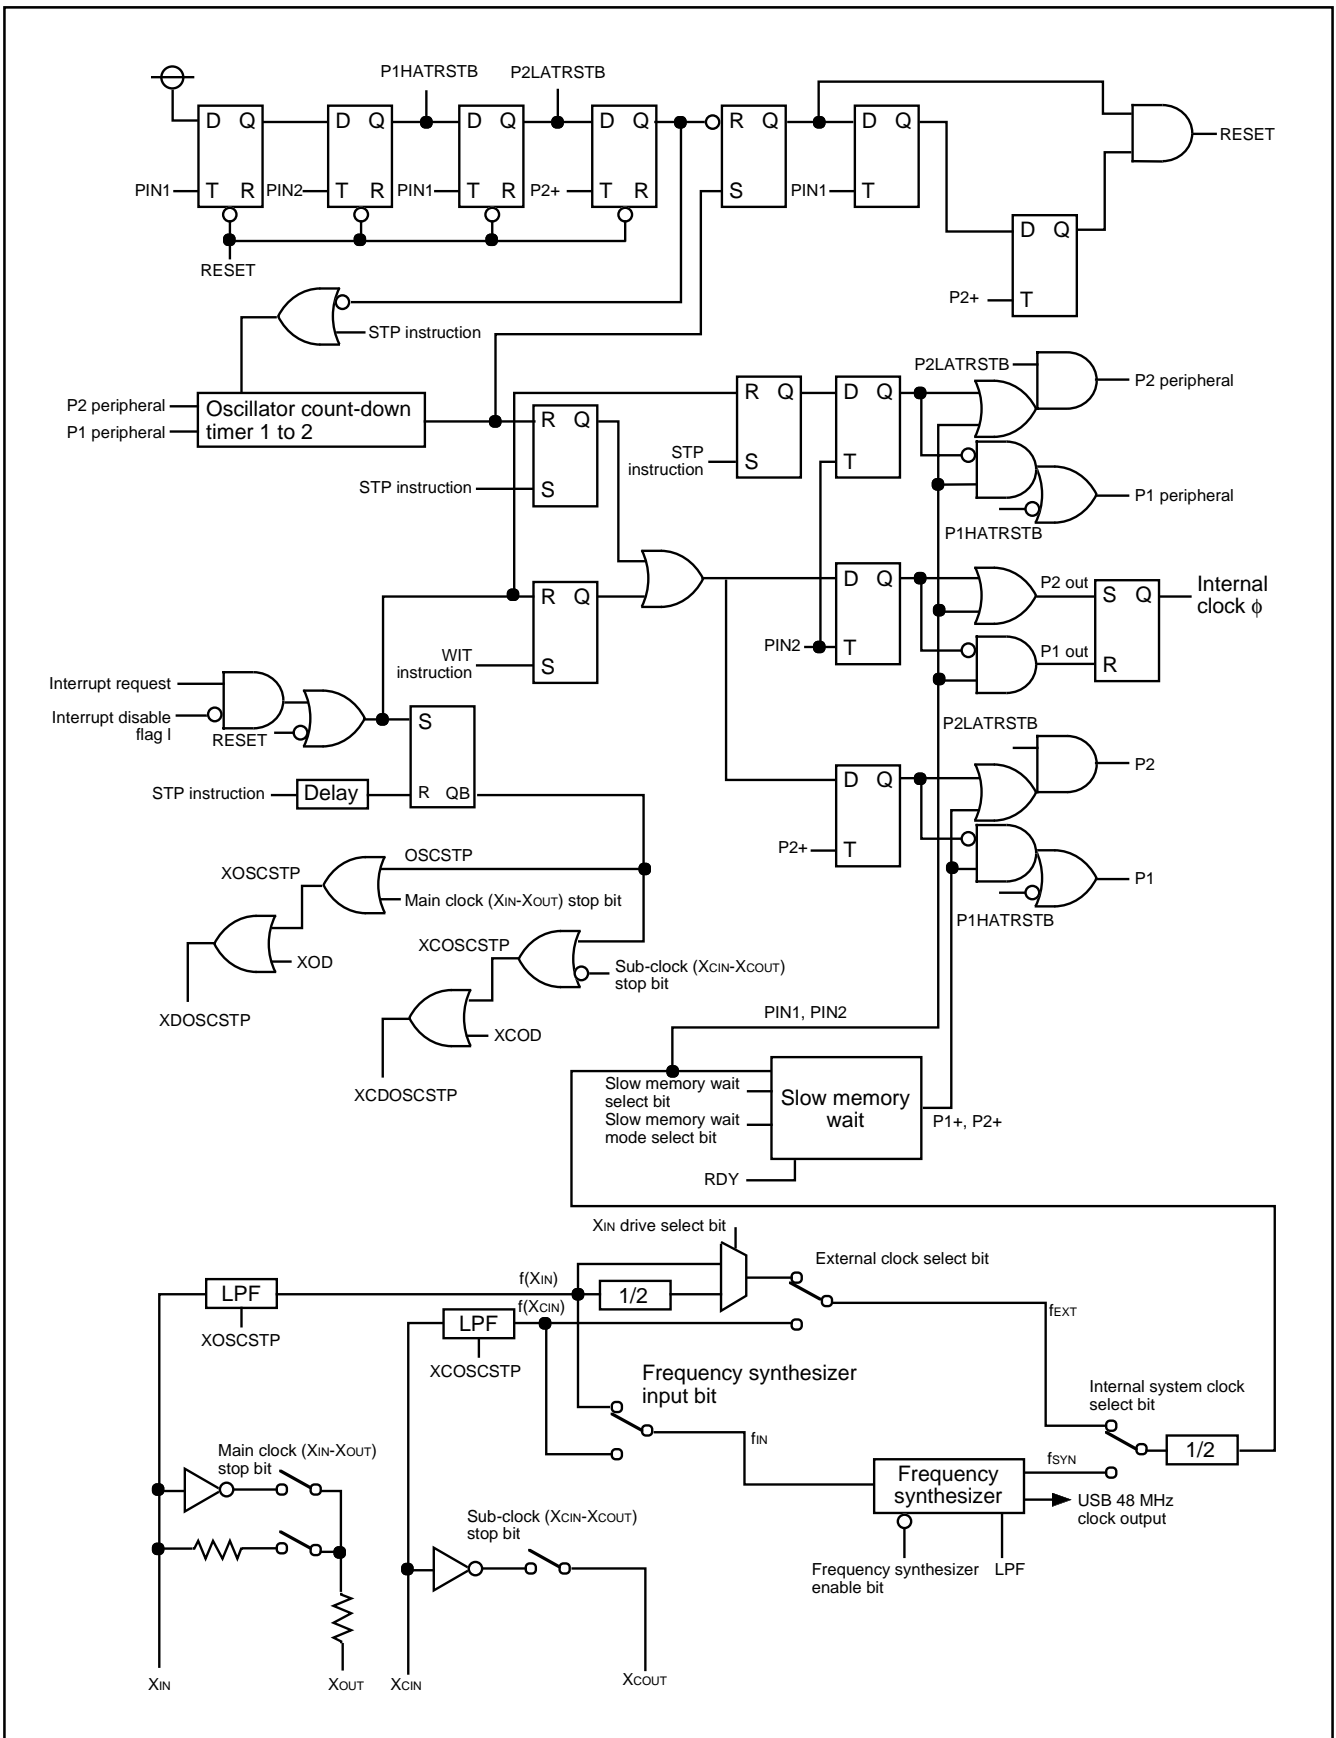 P1HATRSTB P2LATRSTB
D Q D Q D Q D Q R Q D Q
RESET
PIN1 T R PIN2 T R PIN1 T R P2+ T R S PIN1 T
D Q
RESET
P2+ T
STP instruction
P2LATRSTB
P2 peripheral
P2 peripheral
P1 peripheral
Oscillator count-down
timer 1 to 2
R Q
R Q D Q
STP
instruction
S T
STP instruction S
P1 peripheral
P1HATRSTB
D Q
P2 out
S Q
Internal
clock ϕ
R Q
PIN2 T
P1 out
R
WIT
instruction
S
Interrupt request
Interrupt disable
flag I
RESET
S
P2LATRSTB
P2
D Q
STP instruction Delay R QB
P2+ T
OSCSTP
XOSCSTP
Main clock (XIN-XOUT) stop bit
P1
P1HATRSTB
XOD
XCOSCSTP
Sub-clock (XCIN-XCOUT)
stop bit
XDOSCSTP
XCOD
PIN1, PIN2
XCDOSCSTP
Slow memory wait
select bit
Slow memory wait
mode select bit
Slow memory
wait
P1+, P2+
RDY
XIN drive select bit
External clock select bit
LPF
f(XIN)
1/2
XOSCSTP
f(XCIN)
LPF
fEXT
XCOSCSTP
Frequency synthesizer
input bit
Internal system clock
select bit
fIN
Main clock (XIN-XOUT)
stop bit
fSYN
1/2
Frequency
synthesizer
USB 48 MHz
clock output
Sub-clock (XCIN-XCOUT)
stop bit
Frequency synthesizer
enable bit
LPF
XIN XOUT XCIN XCOUT